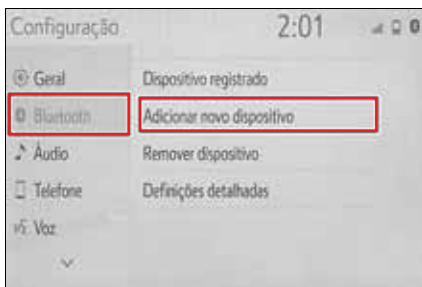 Configuração 2:01
Geral
Bluetooth
Áudio
Telefone
Voz
Dispositivo registrado
Adicionar novo dispositivo
Remover dispositivo
Definições detalhadas